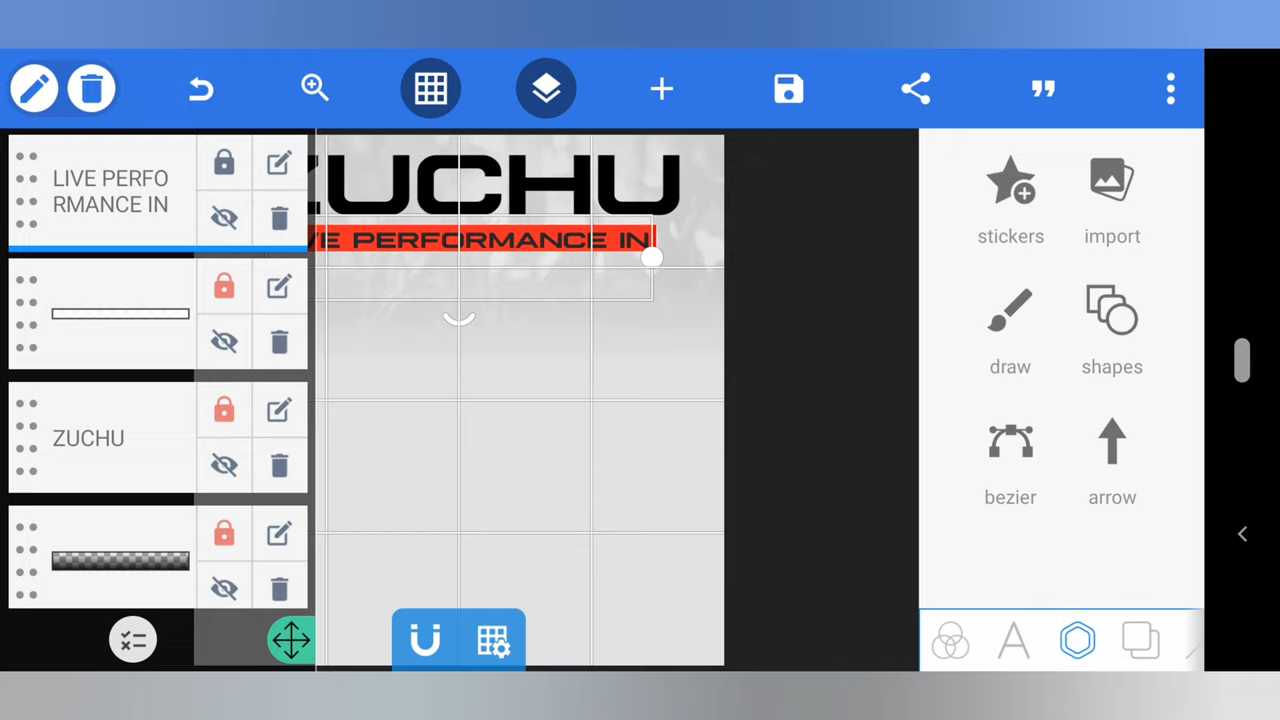 LIVE PERFO
RMANCE IN
ZUCHU
ZUCHU
VE PERFORMANCE IN
stickers
import
draw
shapes
bezier
arrow